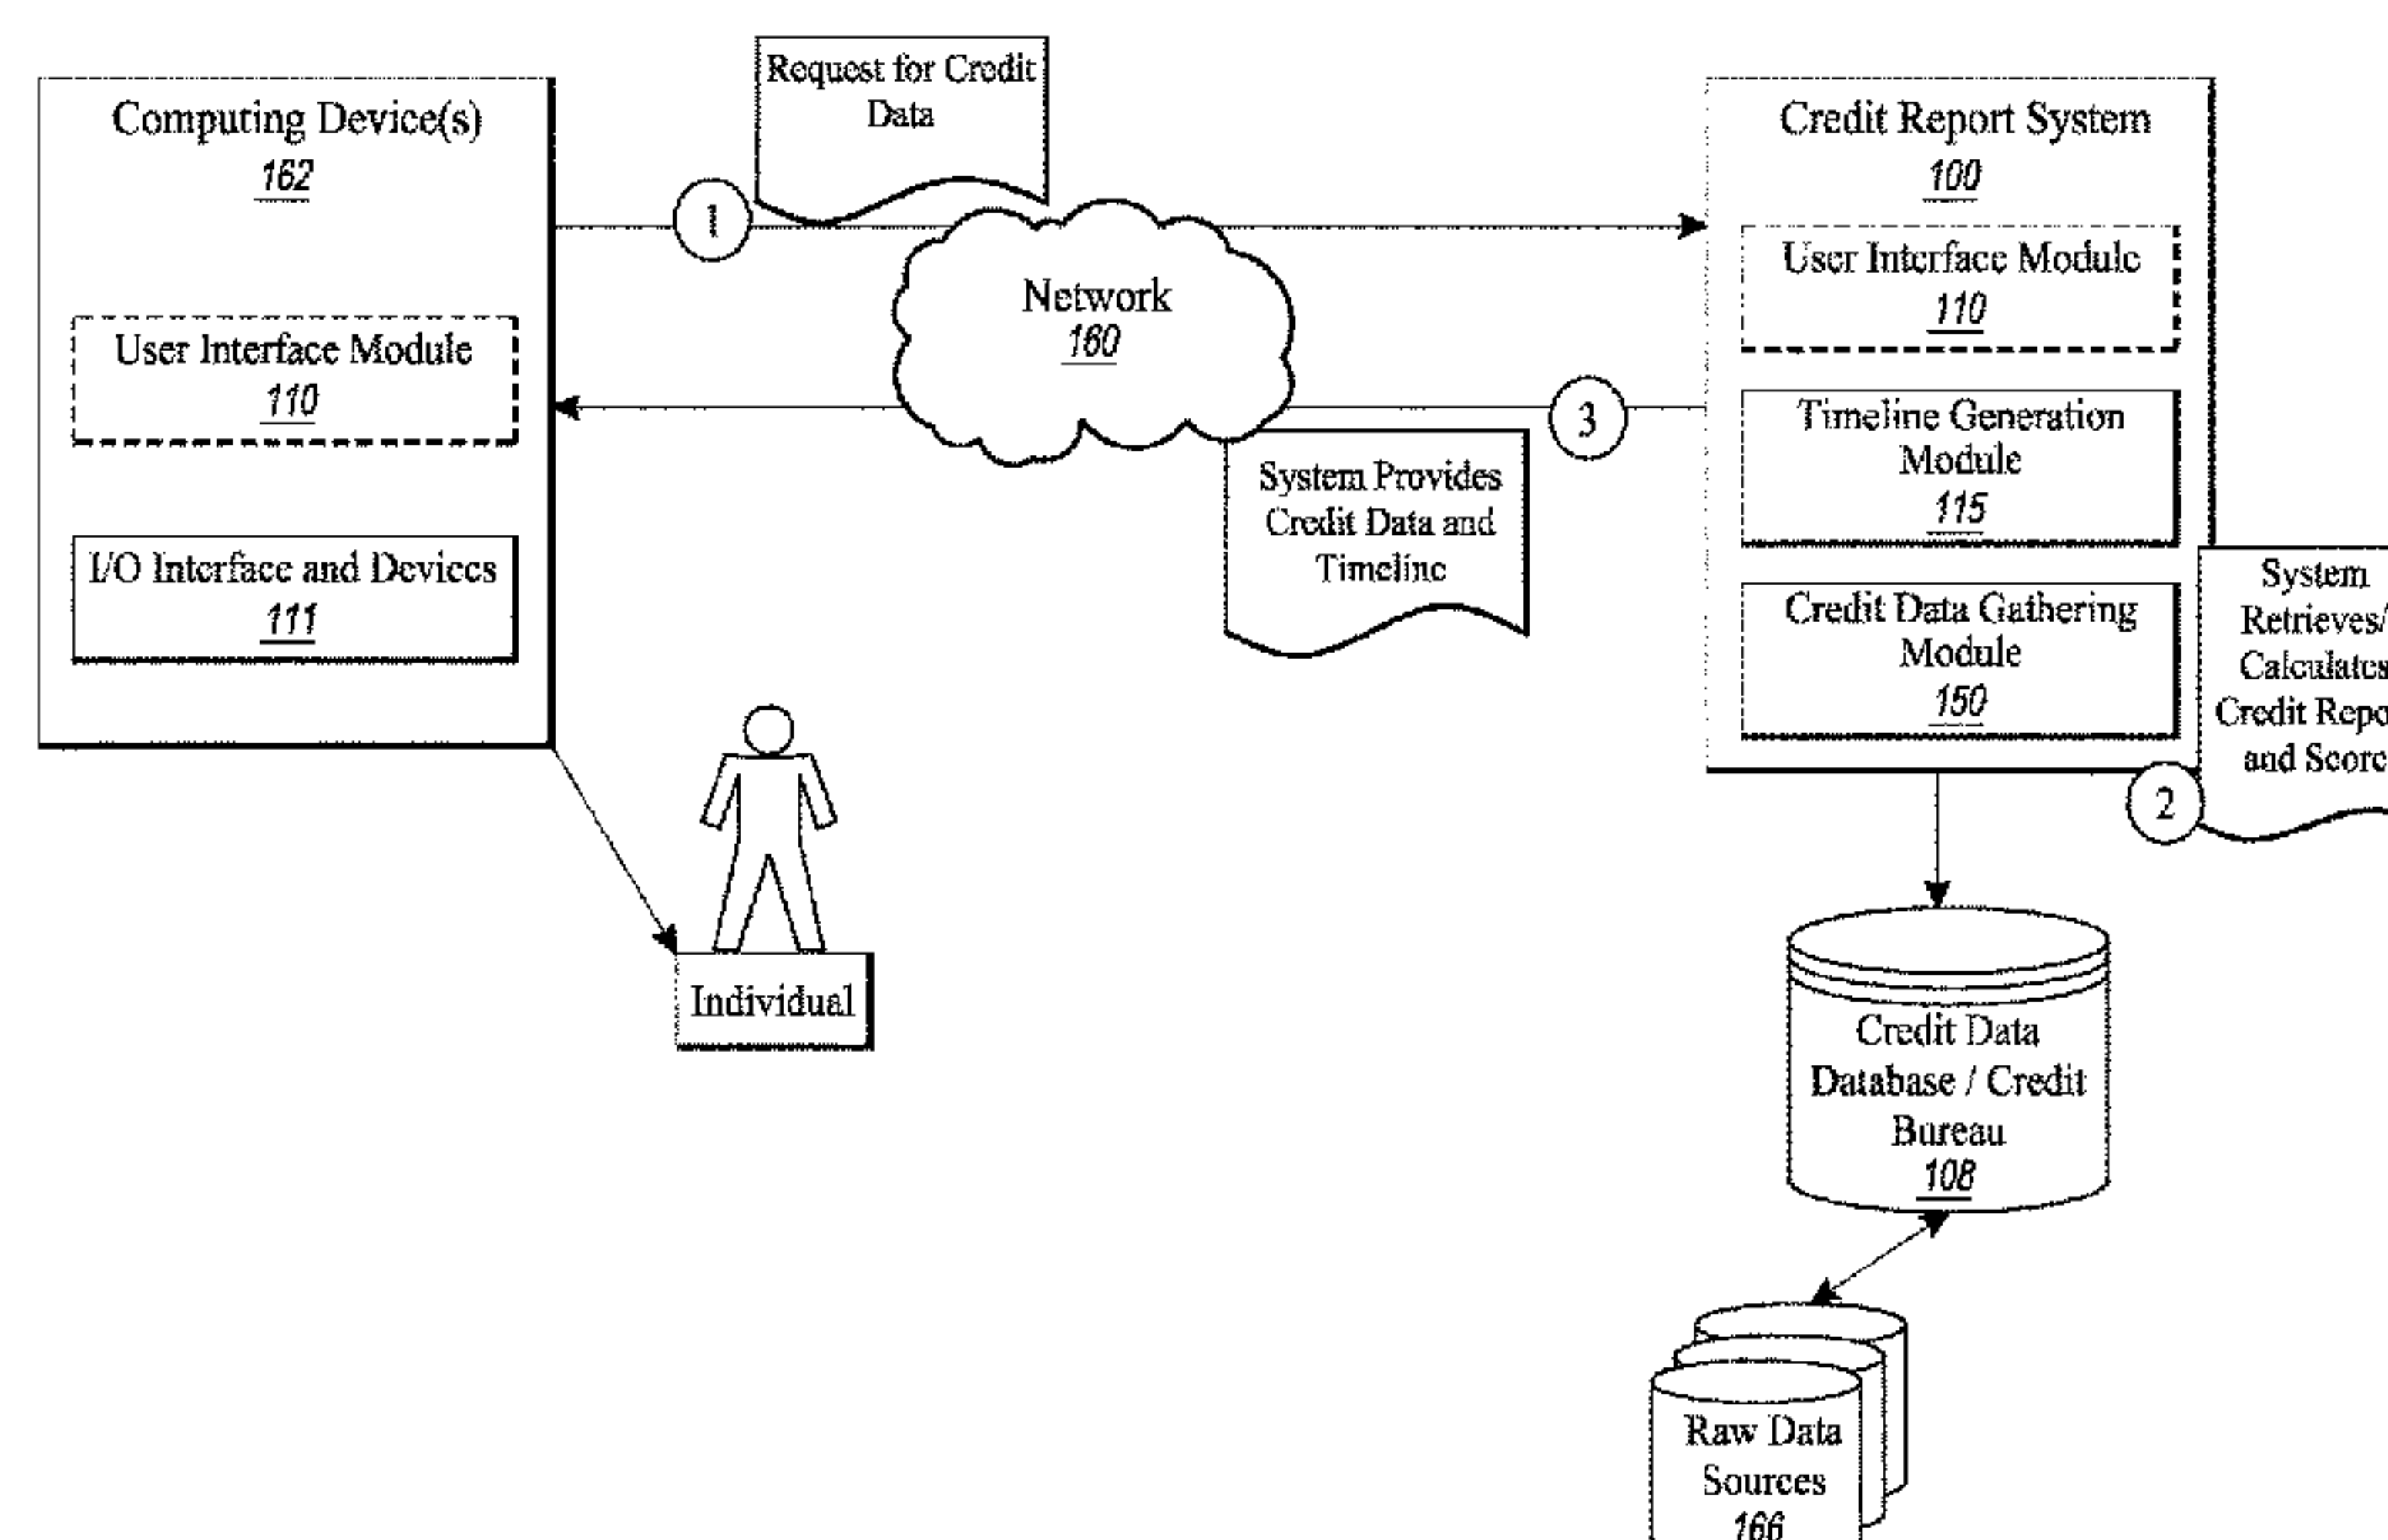 Request for Credit
Data
Computing Device(s)
162
User Interface Module
110
I/O Interface and Devices
111
1
Network
160
3
System Provides
Credit Data and
Timeline
Individual
Credit Report System
100
User Interface Module
110
Timeline Generation
Module
115
Credit Data Gathering
Module
150
System
Retrieves/
Calculates
Credit Repo
and Score
2
Credit Data
Database / Credit
Bureau
108
Raw Data
Sources
166